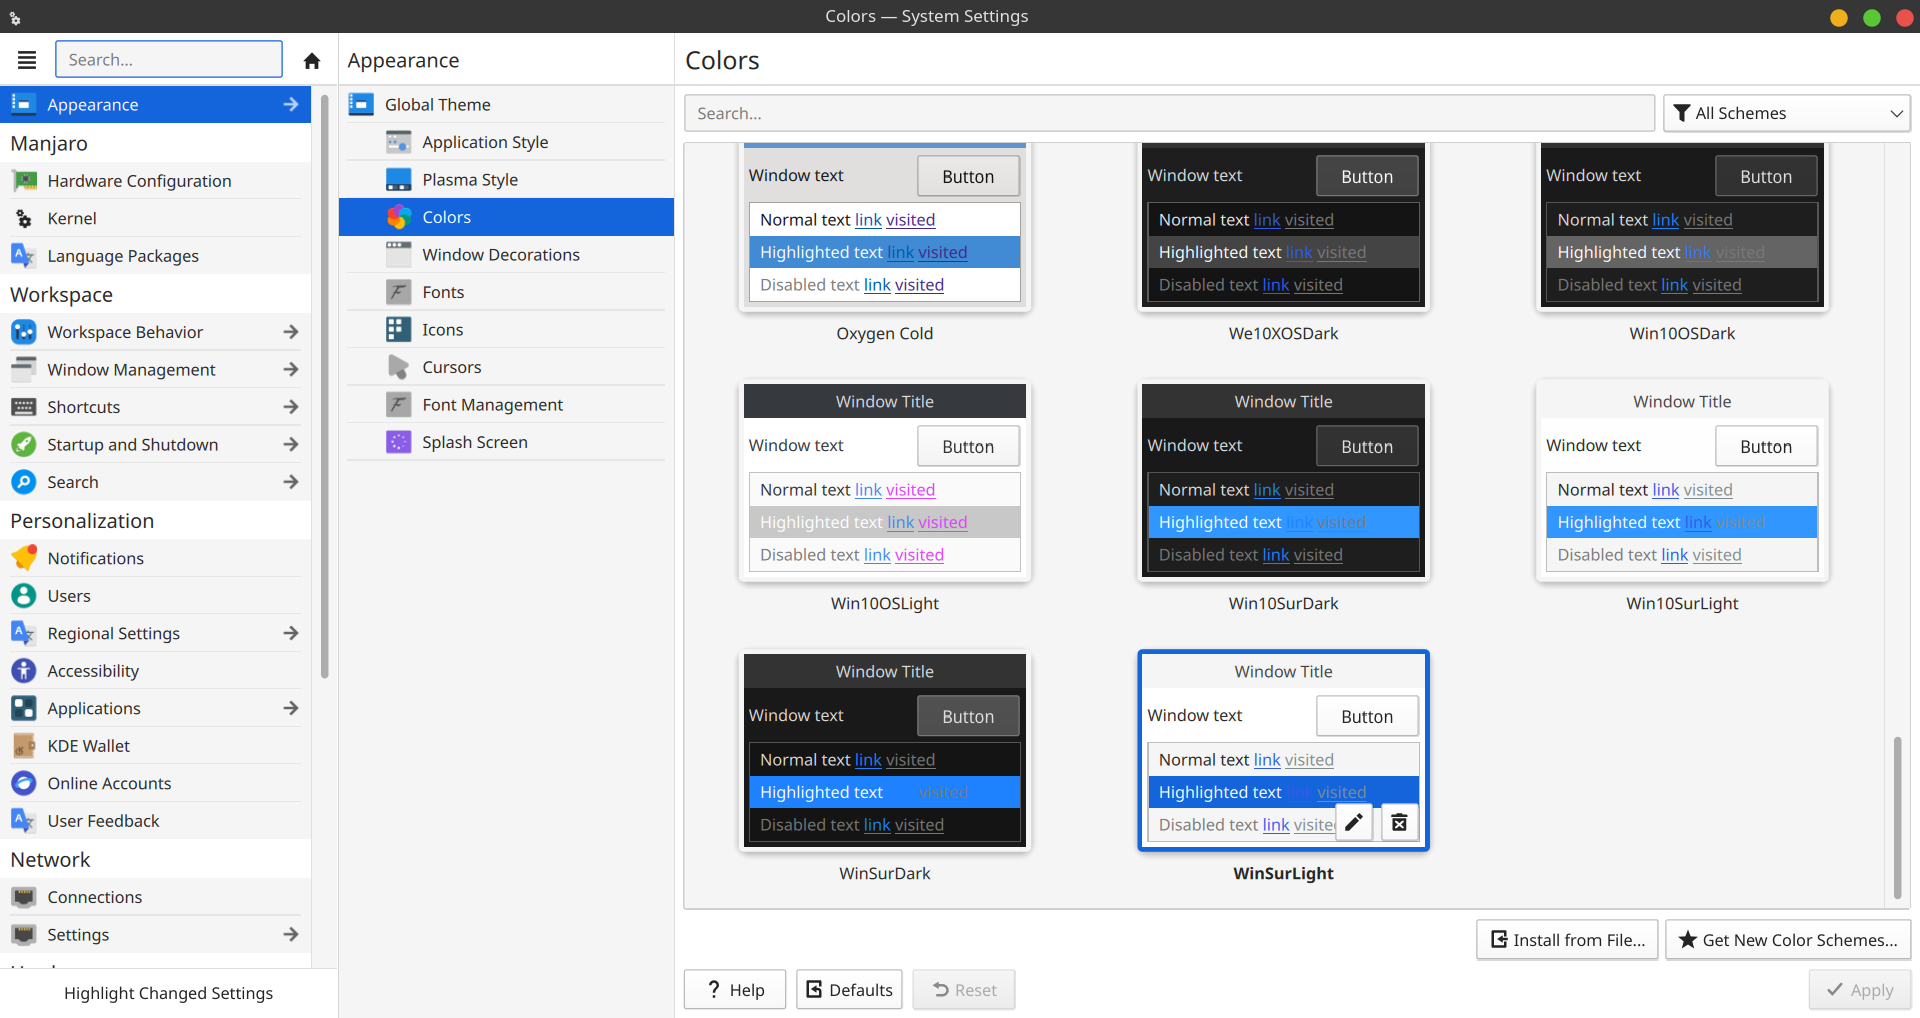 Colors — System Settings
Search...
Appearance
Manjaro
Hardware Configuration
Kernel
Language Packages
Workspace
Workspace Behavior
Window Management
Shortcuts
Startup and Shutdown
Search
Personalization
Notifications
Users
Regional Settings
Accessibility
Applications
KDE Wallet
Online Accounts
User Feedback
Network
Connections
Settings
Highlight Changed Settings
Appearance
Global Theme
Application Style
Plasma Style
Colors
Window Decorations
Fonts
Icons
Cursors
Font Management
Splash Screen
Colors
Search...
All Schemes
Window text Button
Normal text link visited
Highlighted text link visited
Disabled text link visited
Oxygen Cold
Window text Button
Normal text link visited
Highlighted text link visited
Disabled text link visited
We10XOSDark
Window text Button
Normal text link visited
Highlighted text link visited
Disabled text link visited
Win10OSDark
Window Title
Window text Button
Normal text link visited
Highlighted text link visited
Disabled text link visited
Win10OSLight
Window Title
Window text Button
Normal text link visited
Highlighted text link visited
Disabled text link visited
Win10SurDark
Window Title
Window text Button
Normal text link visited
Highlighted text link visited
Disabled text link visited
Win10SurLight
Window Title
Window text Button
Normal text link visited
Highlighted text visited
Disabled text link visited
WinSurDark
Window Title
Window text Button
Normal text link visited
Highlighted text link visited
Disabled text link visite
WinSurLight
Install from File...
Get New Color Schemes...
? Help
Defaults
Reset
Apply